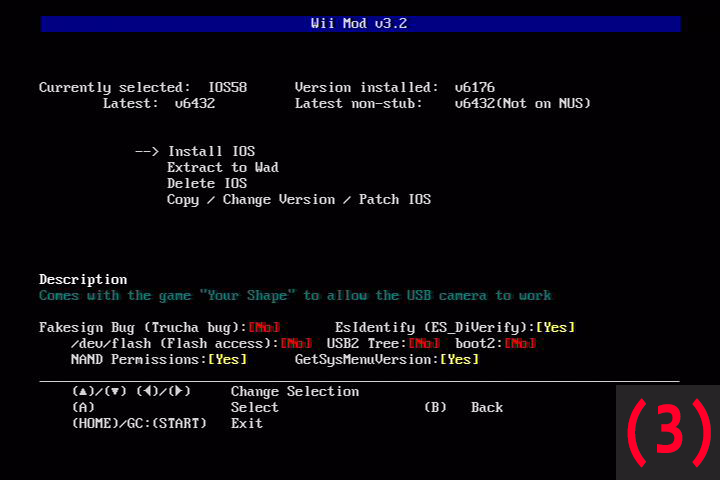 Wii Mod v3.2
Currently selected: IOS58 Version installed: v6176
Latest: v6432 Latest non-stub: v6432(Not on NUS)
--> Install IOS
Extract to Wad
Delete IOS
Copy / Change Version / Patch IOS
Description
Comes with the game "Your Shape" to allow the USB camera to work
Fakesign Bug (Trucha bug):[No] EsIdentify (ES_DiVerify):[Yes]
/dev/flash (Flash access):[No] USB2 Tree:[No] boot2:[No]
NAND Permissions:[Yes] GetSysMenuVersion:[Yes]
(▲)/(▼) (◀)/(▶) Change Selection
(A) Select (B) Back
(HOME)/GC:(START) Exit
(3)